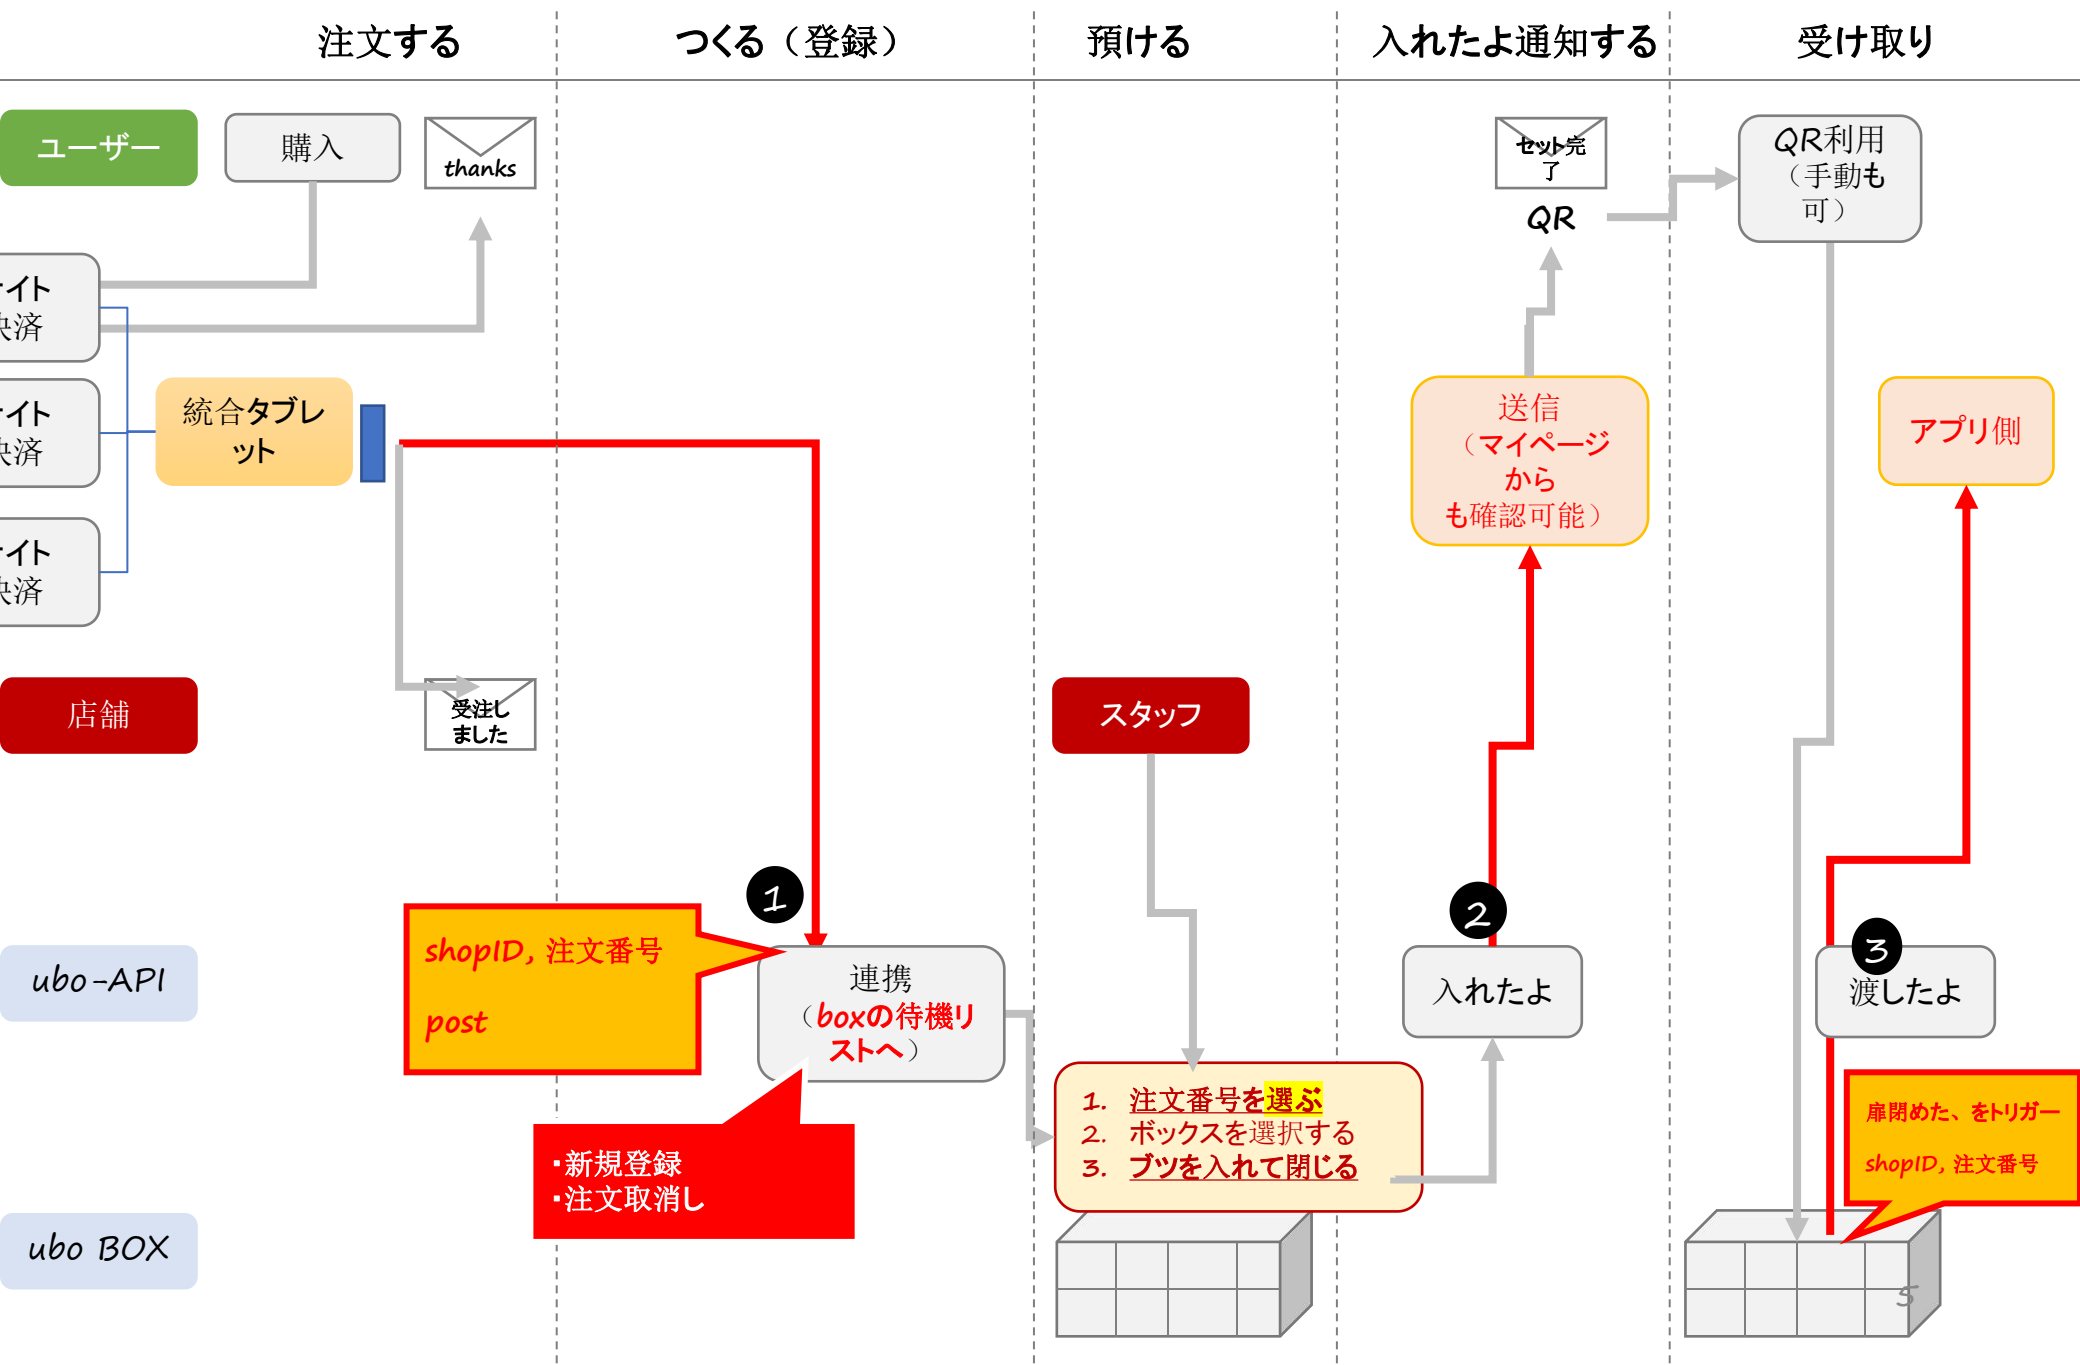 注文する
つくる（登録）
預ける
入れたよ通知する
受け取り
ユーザー
購入
thanks
セット完
了
QR
QR利用
（手動も
可）
イト
済
イト
済
イト
済
統合タブレ
ット
送信
（マイページ
から
も確認可能）
アプリ側
店舗
受注し
ました
スタッフ
1
2
3
shopID, 注文番号
post
ubo-API
連携
（boxの待機リ
ストへ）
入れたよ
渡したよ
1. 注文番号を選ぶ
2. ボックスを選択する
3. ブツを入れて閉じる
扉閉めた、をトリガー
shopID, 注文番号
・新規登録
・注文取消し
ubo BOX
5